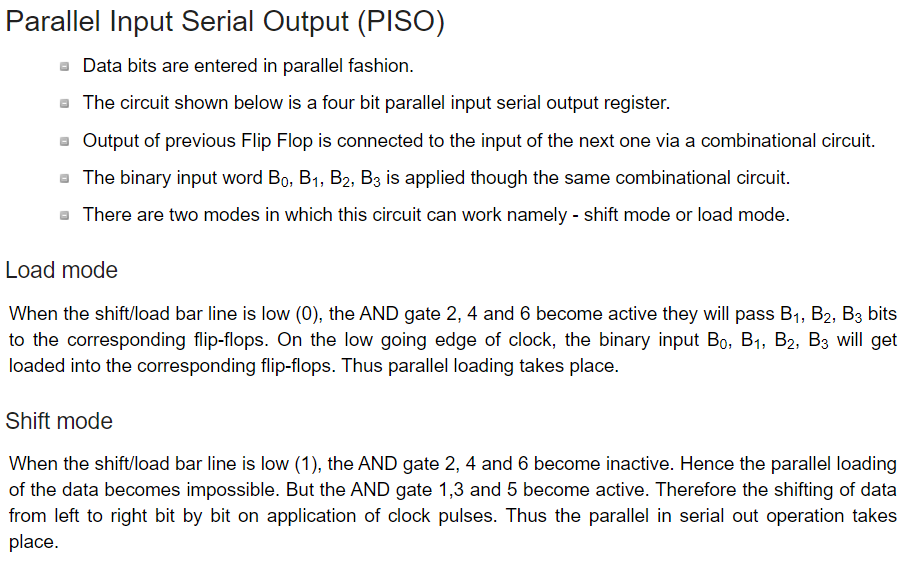 Parallel Input Serial Output (PISO)
Data bits are entered in parallel fashion.
The circuit shown below is a four bit parallel input serial output register.
Output of previous Flip Flop is connected to the input of the next one via a combinational circuit.
The binary input word B0, B1, B2, B3 is applied though the same combinational circuit.
There are two modes in which this circuit can work namely - shift mode or load mode.
Load mode
When the shift/load bar line is low (0), the AND gate 2, 4 and 6 become active they will pass B1, B2, B3 bits
to the corresponding flip-flops. On the low going edge of clock, the binary input B0, B1, B2, B3 will get
loaded into the corresponding flip-flops. Thus parallel loading takes place.
Shift mode
When the shift/load bar line is low (1), the AND gate 2, 4 and 6 become inactive. Hence the parallel loading
of the data becomes impossible. But the AND gate 1,3 and 5 become active. Therefore the shifting of data
from left to right bit by bit on application of clock pulses. Thus the parallel in serial out operation takes
place.